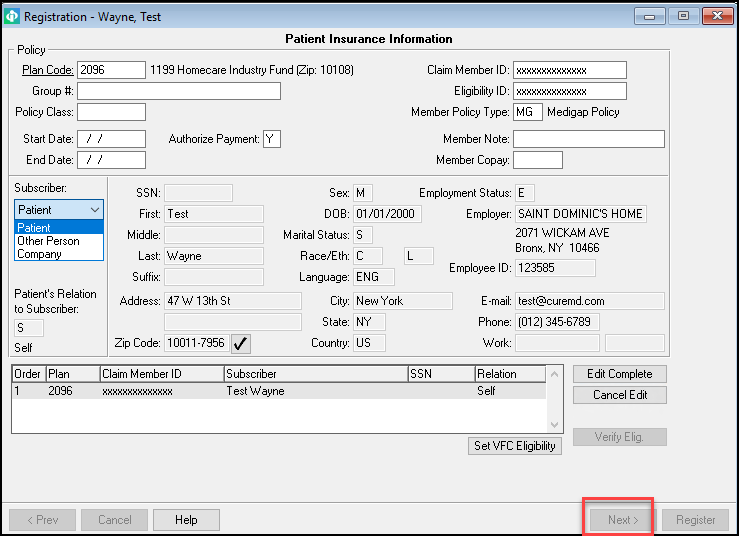 Registration - Wayne, Test
Patient Insurance Information
Policy
Plan Code: 2096 1199 Homecare Industry Fund (Zip: 10108) Claim Member ID: xxxxxxxxxxxxxx
Group #: Eligibility ID: xxxxxxxxxxxxxx
Policy Class: Member Policy Type: MG Medigap Policy
Start Date: / / Authorize Payment: Y Member Note:
End Date: / / Member Copay:
Subscriber: SSN: Sex: M Employment Status: E
Patient First: Test DOB: 01/01/2000 Employer: SAINT DOMINIC'S HOME
Patient Middle: Marital Status: S 2071 WICKAM AVE
Other Person Bronx, NY 10466
Company Last: Wayne Race/Eth: C L
Suffix: Language: ENG Employee ID: 123585
Patient's Relation to Subscriber: Address: 47 W 13th St City: New York E-mail: test@curemd.com
S State: NY Phone: (012) 345-6789
Self Zip Code: 10011-7956 Country: US Work:
Order Plan Claim Member ID Subscriber SSN Relation
1 2096 xxxxxxxxxxxxxx Test Wayne Self
Edit Complete
Cancel Edit
Verify Elig.
Set VFC Eligibility
< Prev Cancel Help Next > Register